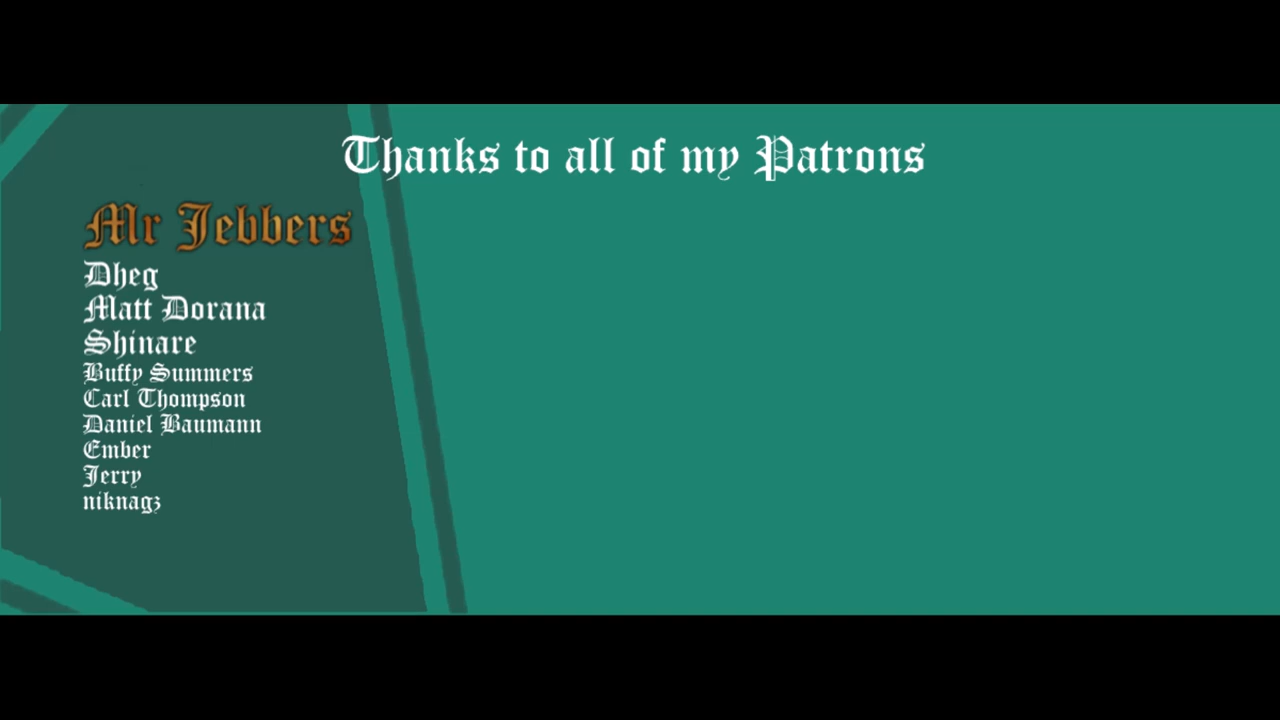 Thanks to all of my Patrons
Mr Jebbers
Dheg
Matt Dorana
Shinare
Buffy Summers
Carl Thompson
Daniel Baumann
Ember
Jerry
niknagz